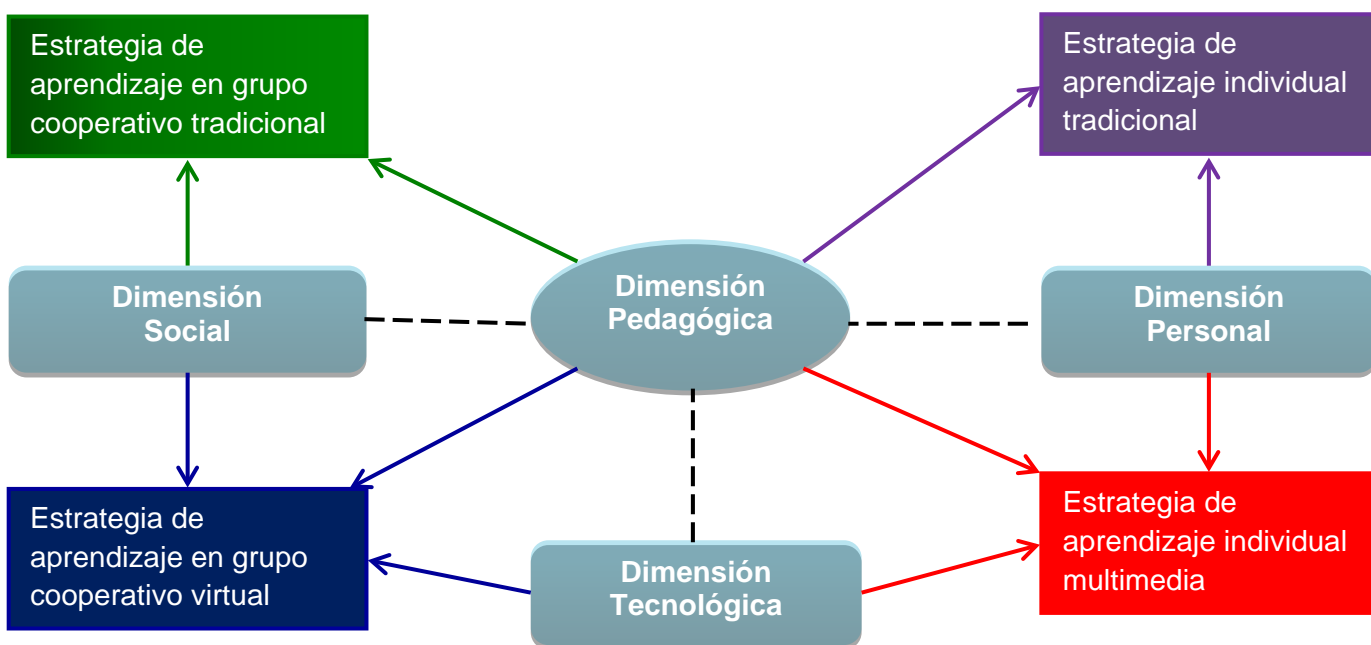 Estrategia de
aprendizaje en grupo
cooperativo tradicional
Estrategia de
aprendizaje individual
tradicional
Dimensión
Social
Dimensión
Pedagógica
Dimensión
Personal
Estrategia de
aprendizaje en grupo
cooperativo virtual
Dimensión
Tecnológica
Estrategia de
aprendizaje individual
multimedia